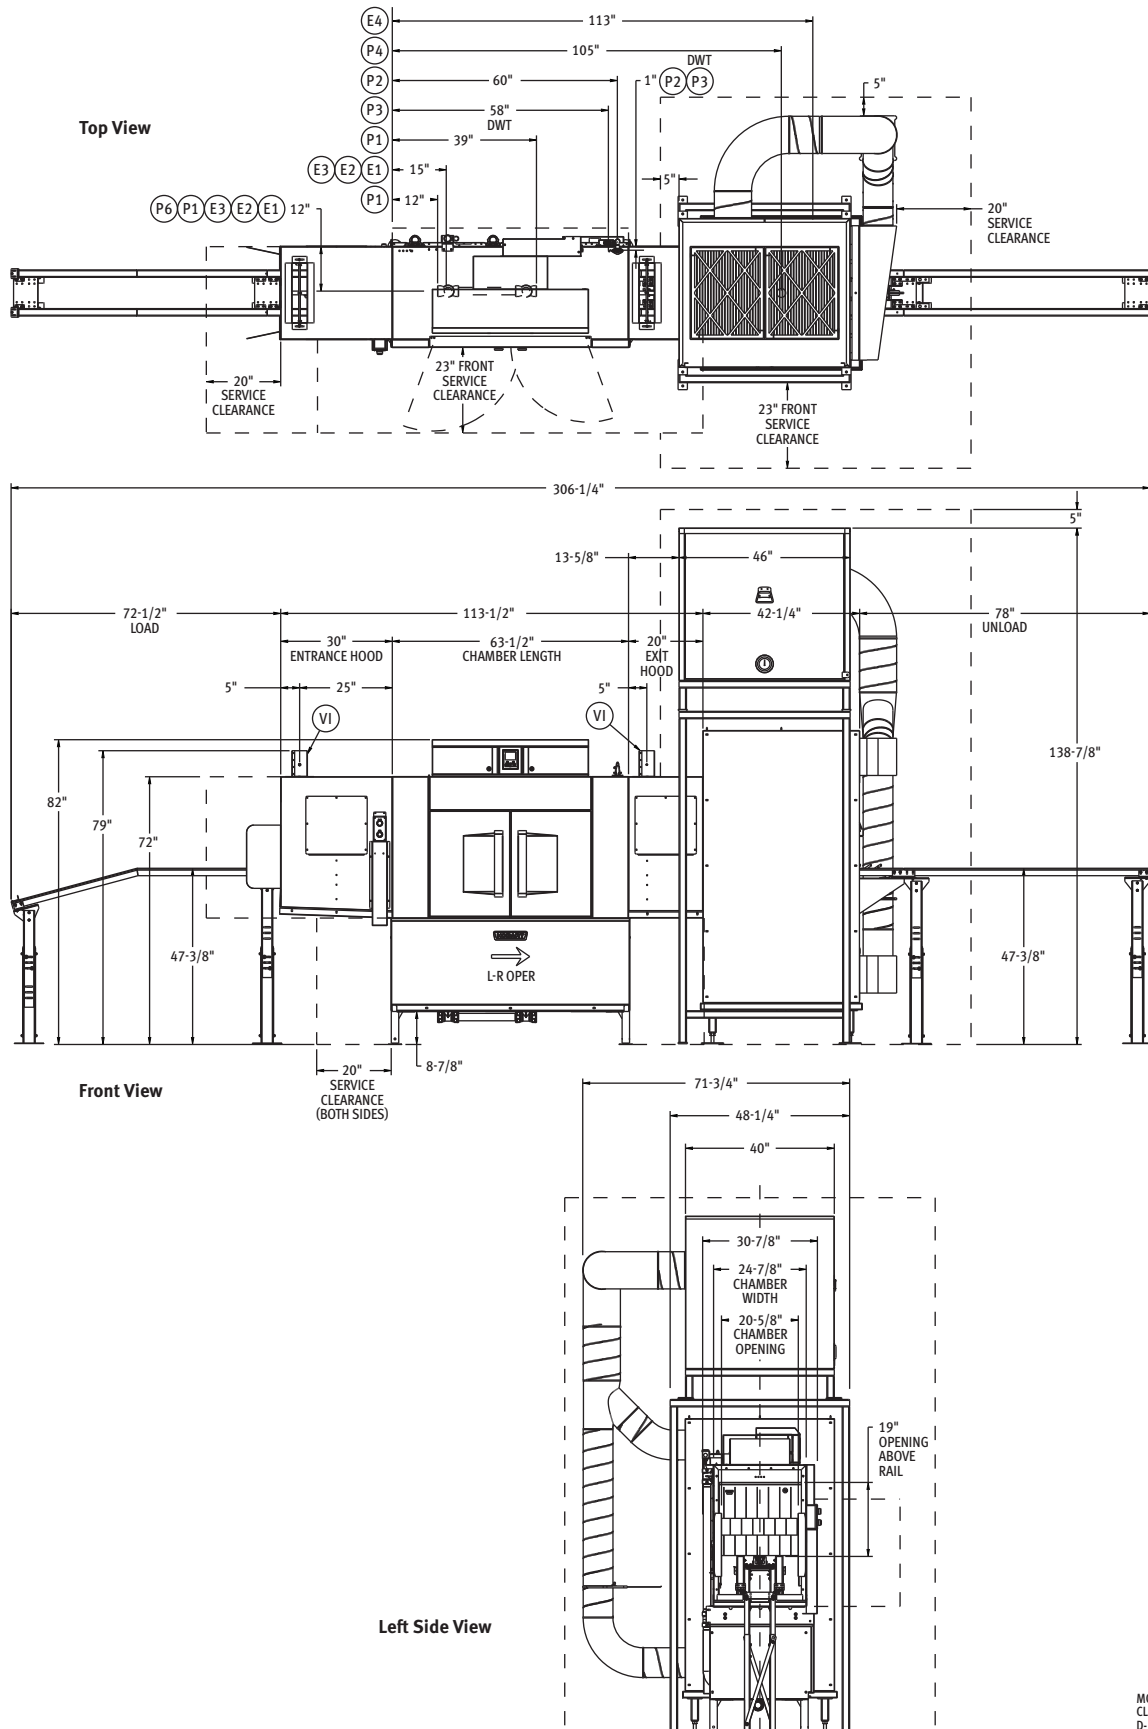 E4 113"
P4 105"
DWT
P2 60" 1" P2 P3 5"
P3 58"
DWT
Top View
P1 39"
E3 E2 E1 15" 5"
P1 12"
P6 P1 E3 E2 E1 12"
20"
SERVICE
CLEARANCE
23" FRONT
SERVICE
CLEARANCE
20"
SERVICE
CLEARANCE
23" FRONT
SERVICE
CLEARANCE
306-1/4"
5"
13-5/8" 46"
72-1/2"
LOAD
113-1/2"
42-1/4"
78"
UNLOAD
30"
ENTRANCE HOOD
63-1/2"
CHAMBER LENGTH
20"
EXIT
HOOD
5" 25" 5"
VI VI
138-7/8"
82"
79"
72"
47-3/8" 47-3/8"
L-R OPER
8-7/8"
20"
SERVICE
CLEARANCE
(BOTH SIDES)
Front View
71-3/4"
48-1/4"
40"
30-7/8"
24-7/8"
CHAMBER
WIDTH
20-5/8"
CHAMBER
OPENING
19"
OPENING
ABOVE
RAIL
Left Side View